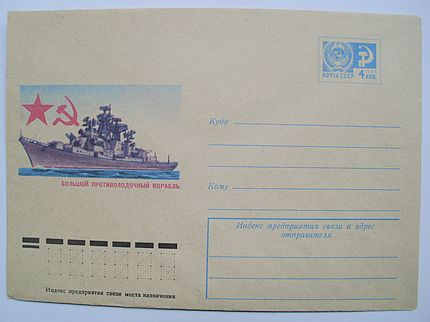 ПОЧТА СССР
4 коп.
Куда
БОЛЬШОЙ ПРОТИВОЛОДОЧНЫЙ КОРАБЛЬ
Кому
Индекс предприятия связи и адрес
отправителя
Индекс предприятия связи места назначения